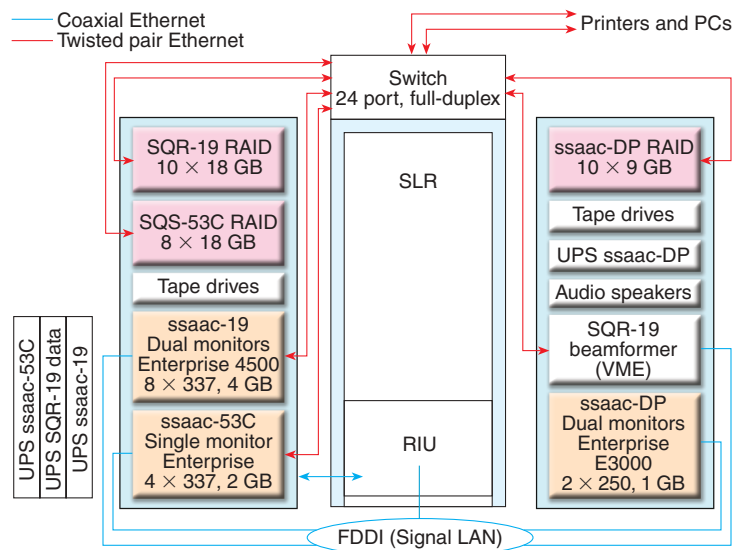 Coaxial Ethernet
Twisted pair Ethernet
Printers and PCs
Switch
24 port, full-duplex
SQR-19 RAID
10 × 18 GB
SQS-53C RAID
8 × 18 GB
Tape drives
ssaac-19
Dual monitors
Enterprise 4500
8 × 337, 4 GB
ssaac-53C
Single monitor
Enterprise
4 × 337, 2 GB
UPS ssaac-53C
UPS SQR-19 data
UPS ssaac-19
SLR
RIU
FDDI (Signal LAN)
ssaac-DP RAID
10 × 9 GB
Tape drives
UPS ssaac-DP
Audio speakers
SQR-19
beamformer
(VME)
ssaac-DP
Dual monitors
Enterprise
E3000
2 × 250, 1 GB